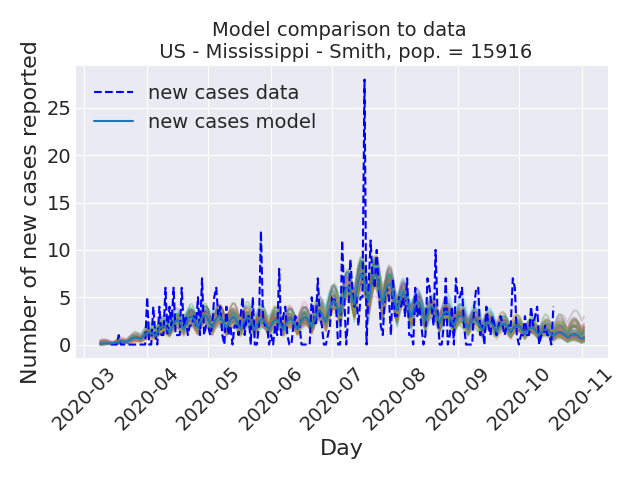 Model comparison to data
US - Mississippi - Smith, pop. = 15916
Number of new cases reported
25
20
15
10
5
0
new cases data
new cases model
2020-03
2020-04
2020-05
2020-06
2020-07
2020-08
2020-09
2020-10
2020-11
Day